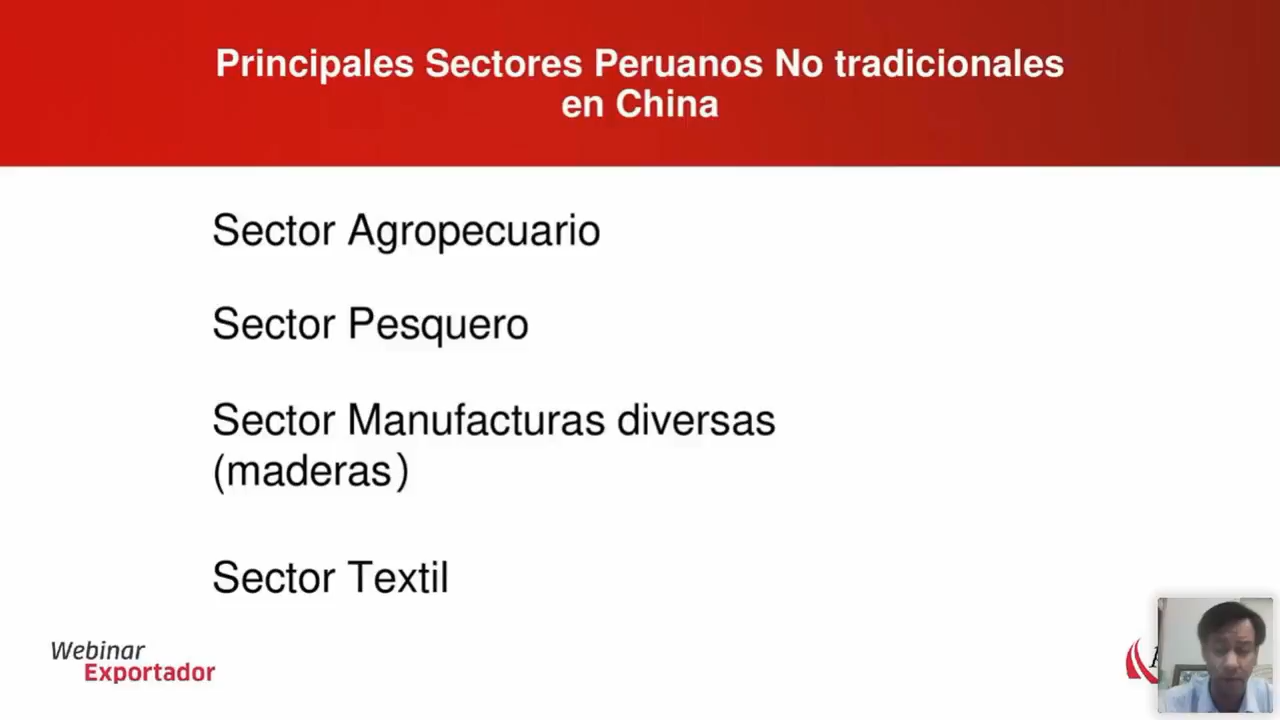 Principales Sectores Peruanos No tradicionales
en China
Sector Agropecuario
Sector Pesquero
Sector Manufacturas diversas
(maderas)
Sector Textil
Webinar
Exportador